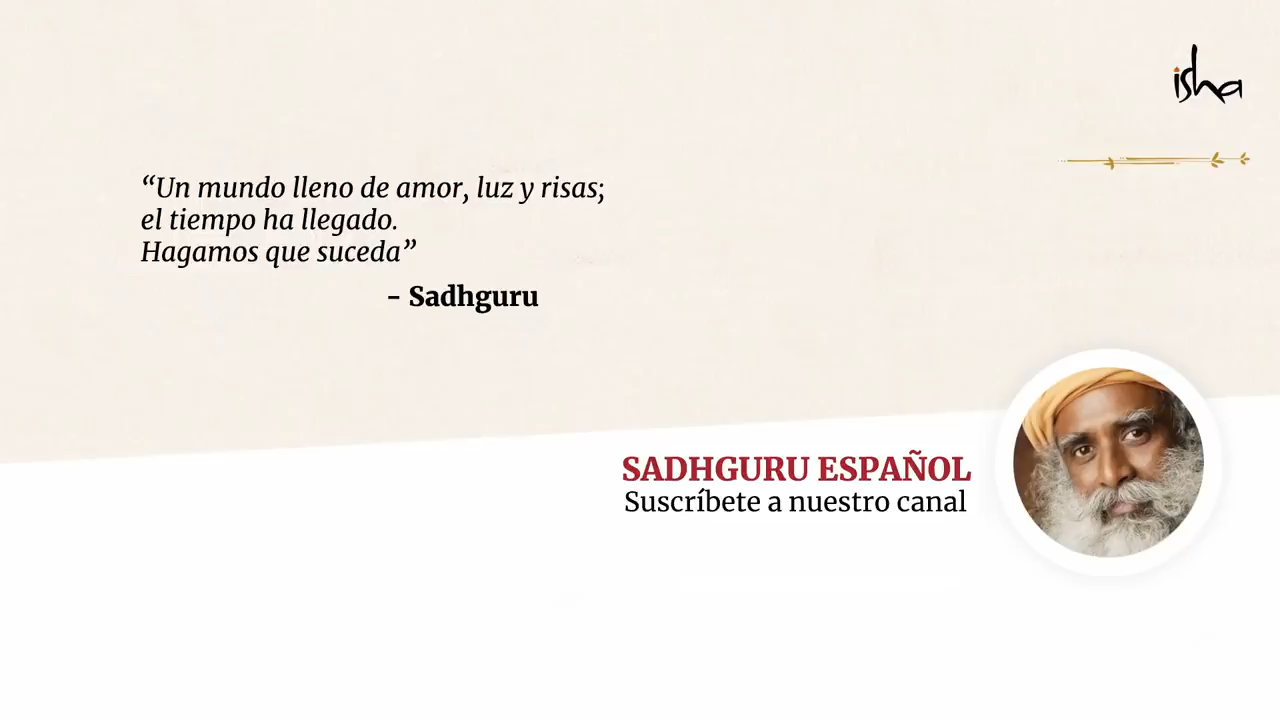 isha
“Un mundo lleno de amor, luz y risas;
el tiempo ha llegado.
Hagamos que suceda”
- Sadhguru
SADHGURU ESPAÑOL
Suscríbete a nuestro canal